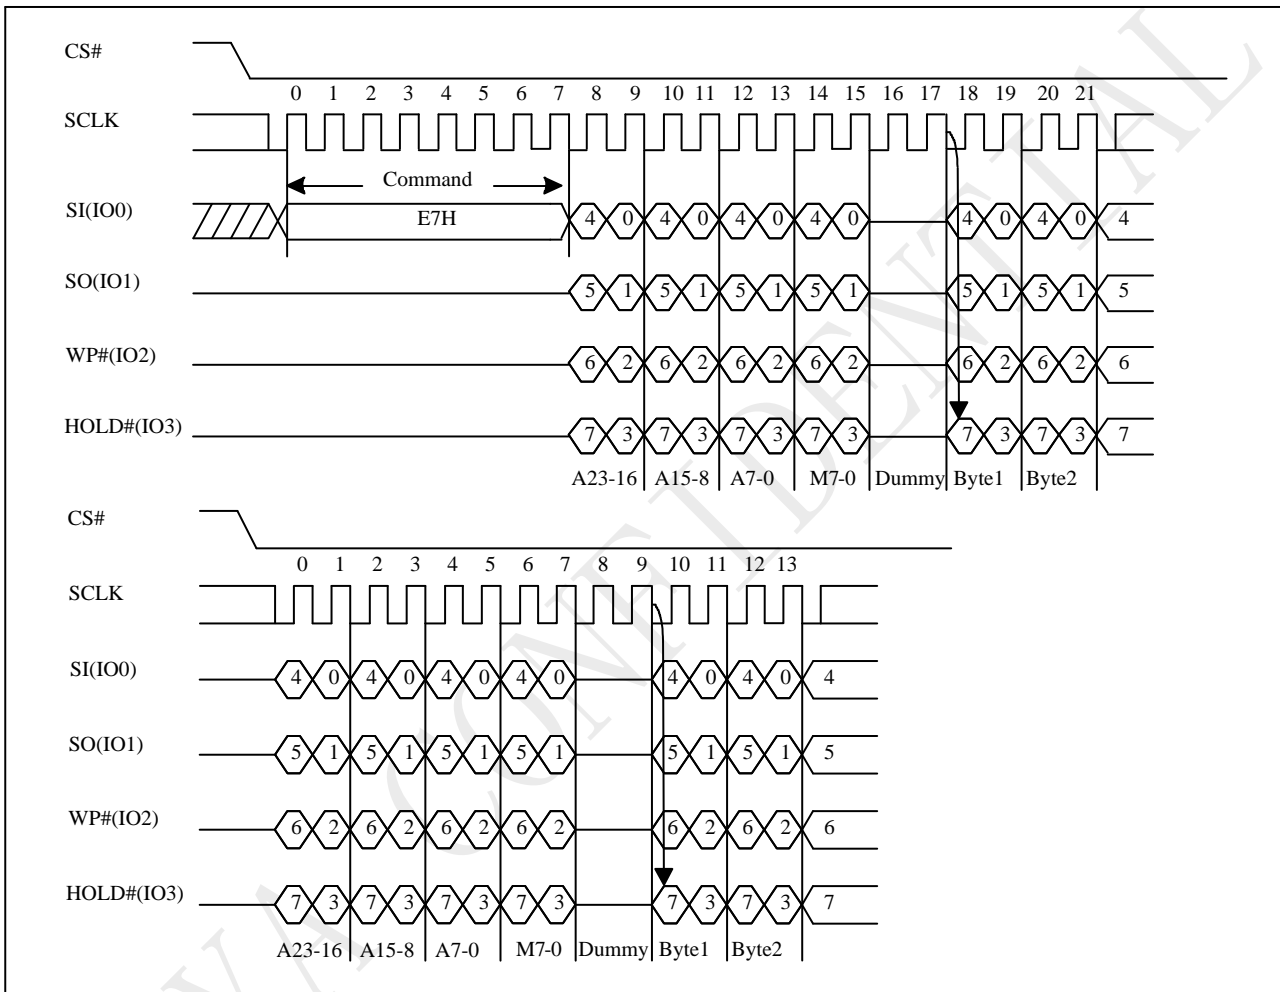 CS#
0 1 2 3 4 5 6 7 8 9 10 11 12 13 14 15 16 17 18 19 20 21
SCLK
Command
SI(IO0) E7H 4 0 4 0 4 0 4 0 4 0 4 0 4
SO(IO1) 5 1 5 1 5 1 5 1 5 1 5 1 5
WP#(IO2) 6 2 6 2 6 2 6 2 6 2 6 2 6
HOLD#(IO3) 7 3 7 3 7 3 7 3 7 3 7 3 7
A23-16 A15-8 A7-0 M7-0 Dummy Byte1 Byte2
CS#
0 1 2 3 4 5 6 7 8 9 10 11 12 13
SCLK
SI(IO0) 4 0 4 0 4 0 4 0 4 0 4 0 4
SO(IO1) 5 1 5 1 5 1 5 1 5 1 5 1 5
WP#(IO2) 6 2 6 2 6 2 6 2 6 2 6 2 6
HOLD#(IO3) 7 3 7 3 7 3 7 3 7 3 7 3 7
A23-16 A15-8 A7-0 M7-0 Dummy Byte1 Byte2
CONFIDENTIAL